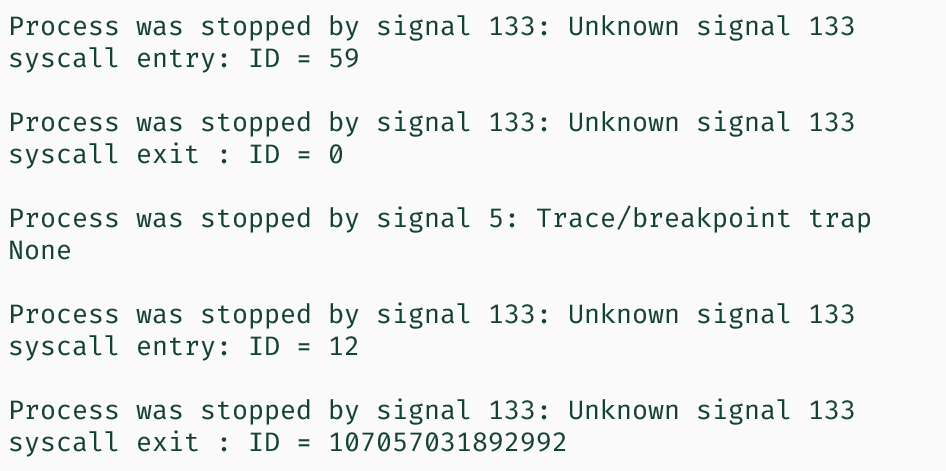 Process was stopped by signal 133: Unknown signal 133
syscall entry: ID = 59
Process was stopped by signal 133: Unknown signal 133
syscall exit : ID = 0
Process was stopped by signal 5: Trace/breakpoint trap
None
Process was stopped by signal 133: Unknown signal 133
syscall entry: ID = 12
Process was stopped by signal 133: Unknown signal 133
syscall exit : ID = 107057031892992